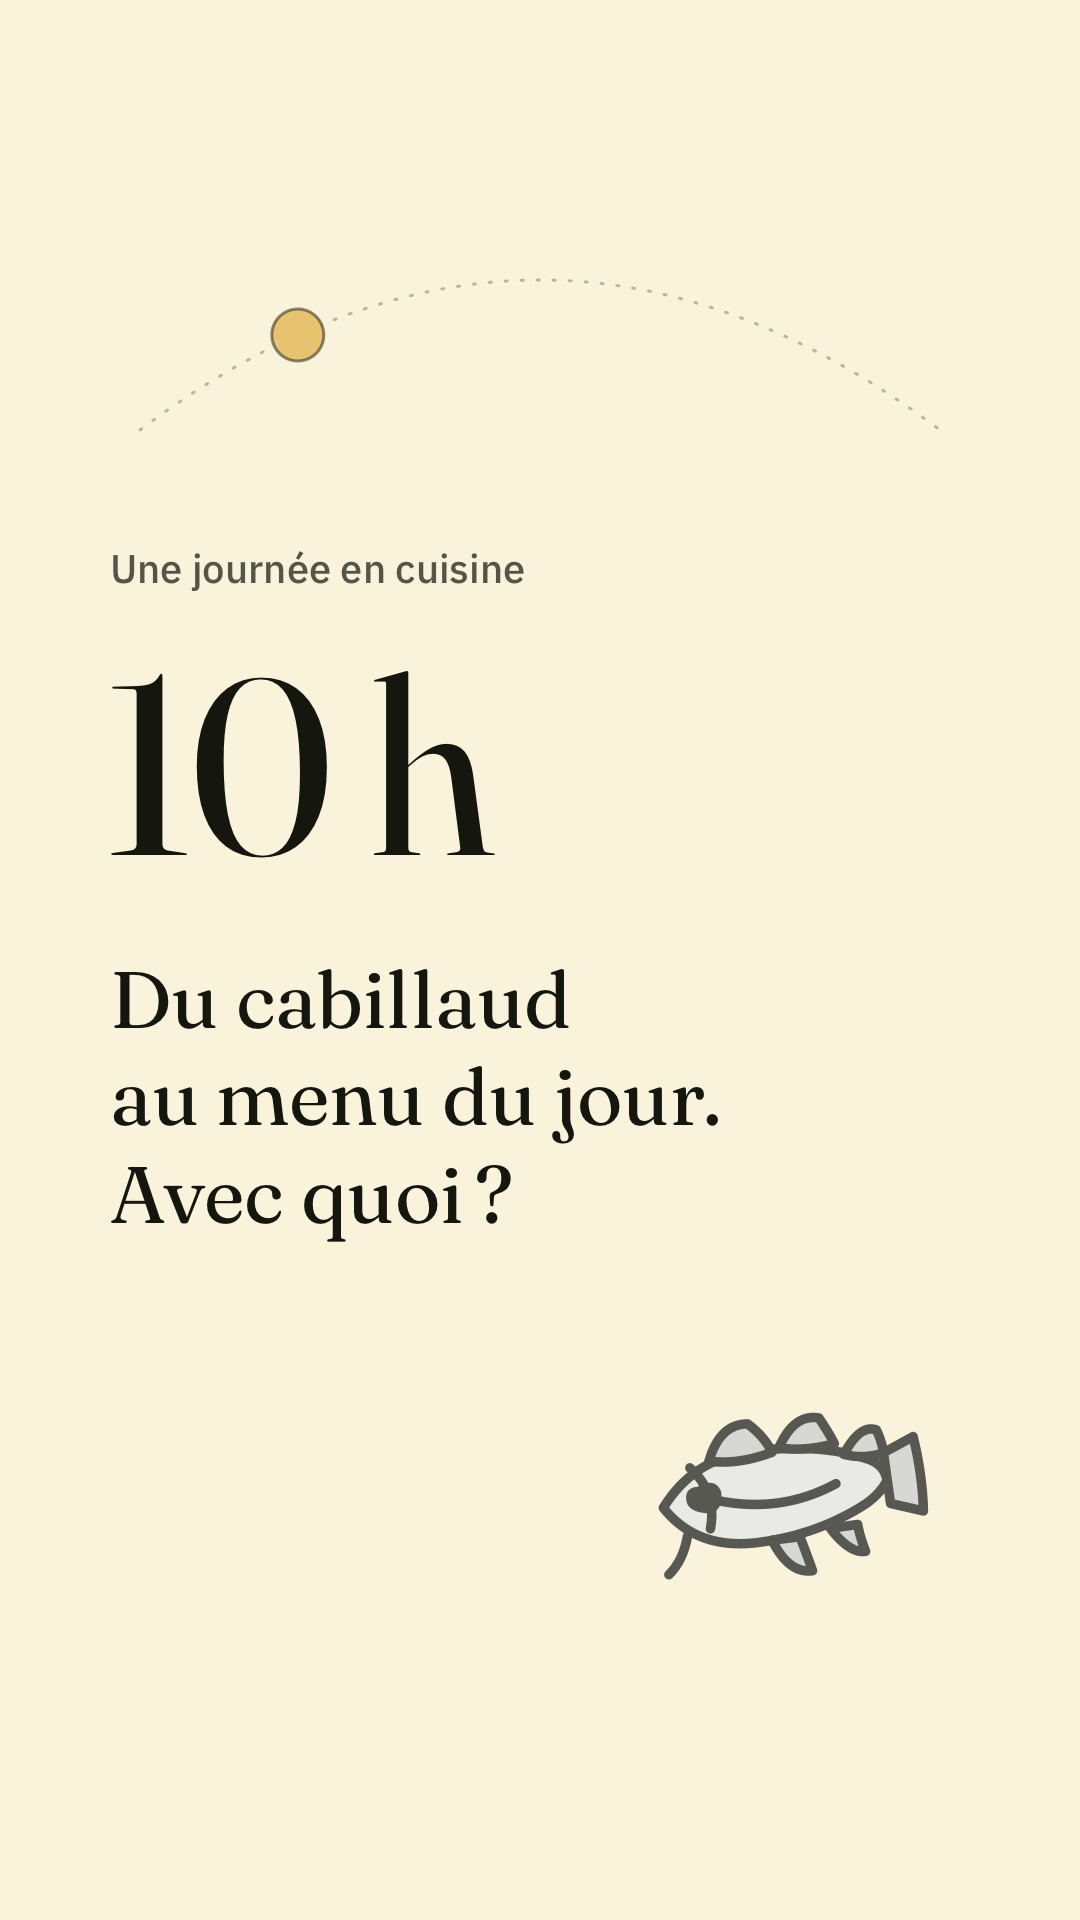 Une journée en cuisine
10 h
Du cabillaud
au menu du jour.
Avec quoi ?